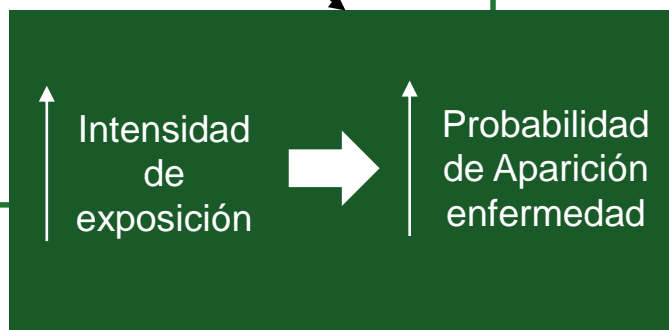 Intensidad
de
exposición
Probabilidad
de Aparición
enfermedad